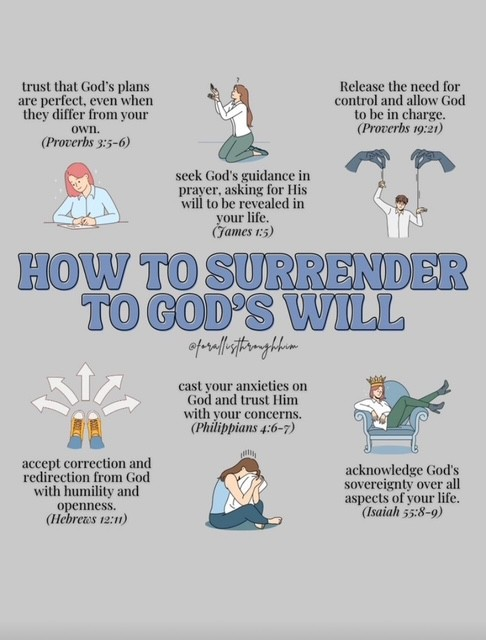 trust that God's plans
are perfect, even when
they differ from your
own.
(Proverbs 3:5-6)
?
seek God's guidance in
prayer, asking for His
will to be revealed in
your life.
(James 1:5)
Release the need for
control and allow God
to be in charge.
(Proverbs 19:21)
HOW TO SURRENDER
TO GOD'S WILL
@forallisthroughhim
accept correction and
redirection from God
with humility and
openness.
(Hebrews 12:11)
cast your anxieties on
God and trust Him
with your concerns.
(Philippians 4:6-7)
acknowledge God's
sovereignty over all
aspects of your life.
(Isaiah 55:8-9)